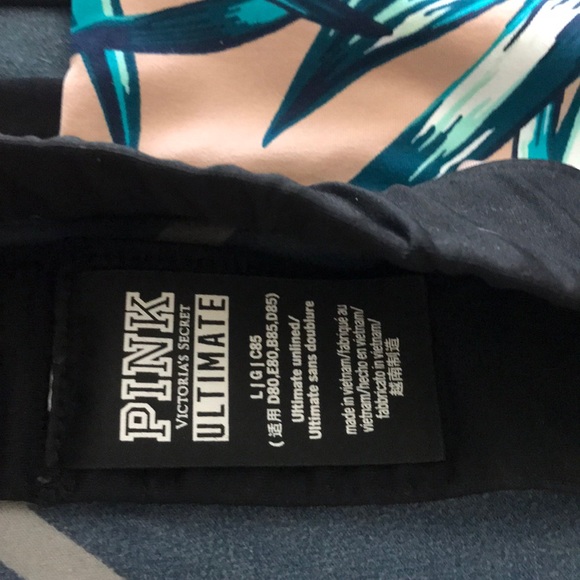 PINK
VICTORIA'S SECRET
ULTIMATE
L | G | C85
(适用 D80,E80,B85,D85)
Ultimate unlined/
Ultimate sans doublure
made in vietnam/fabriqué au
vietnam/hecho en vietnam/
fabbricato in vietnam/
越南制造